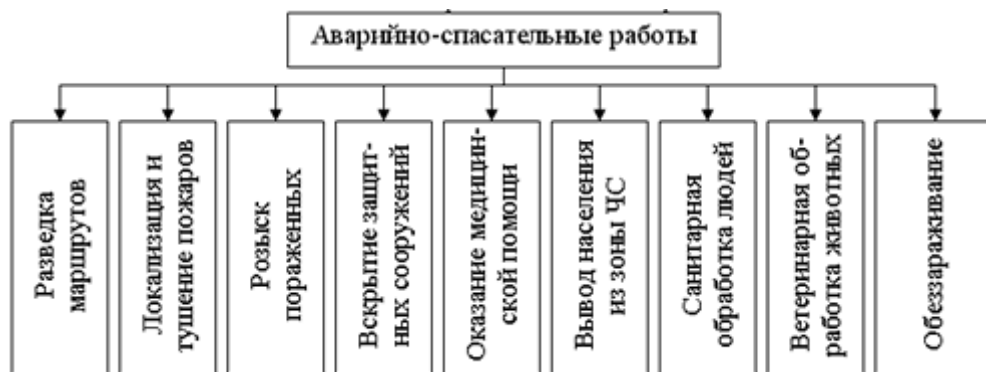 Аварийно-спасательные работы
Разведка
маршрутов
Локализация и
тушение пожаров
Розыск
пораженных
Вскрытие защит-
ных сооружений
Оказание медицин-
ской помощи
Вывод населения
из зоны ЧС
Санитарная
обработка людей
Ветеринарная об-
работка животных
Обеззараживание